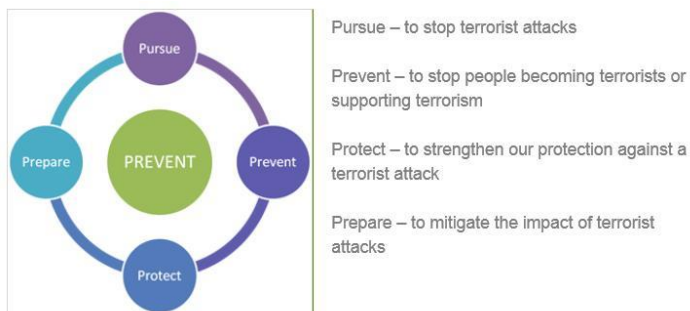 Pursue
Prepare
PREVENT
Prevent
Protect
Pursue – to stop terrorist attacks
Prevent – to stop people becoming terrorists or
supporting terrorism
Protect – to strengthen our protection against a
terrorist attack
Prepare – to mitigate the impact of terrorist
attacks